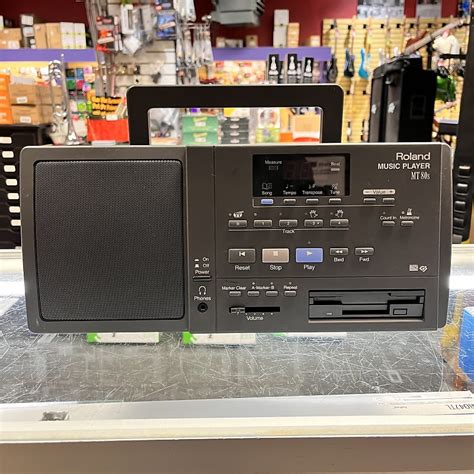 Roland
MUSIC PLAYER
MT 80s
Measure
Beat
Song
Tempo
Transpose
Tune
Value
Count In
Metronome
Track
On
Off
Power
Reset
Stop
Play
Bwd
Fwd
Phones
Marker Clear
A-Marker-B
Repeat
Volume